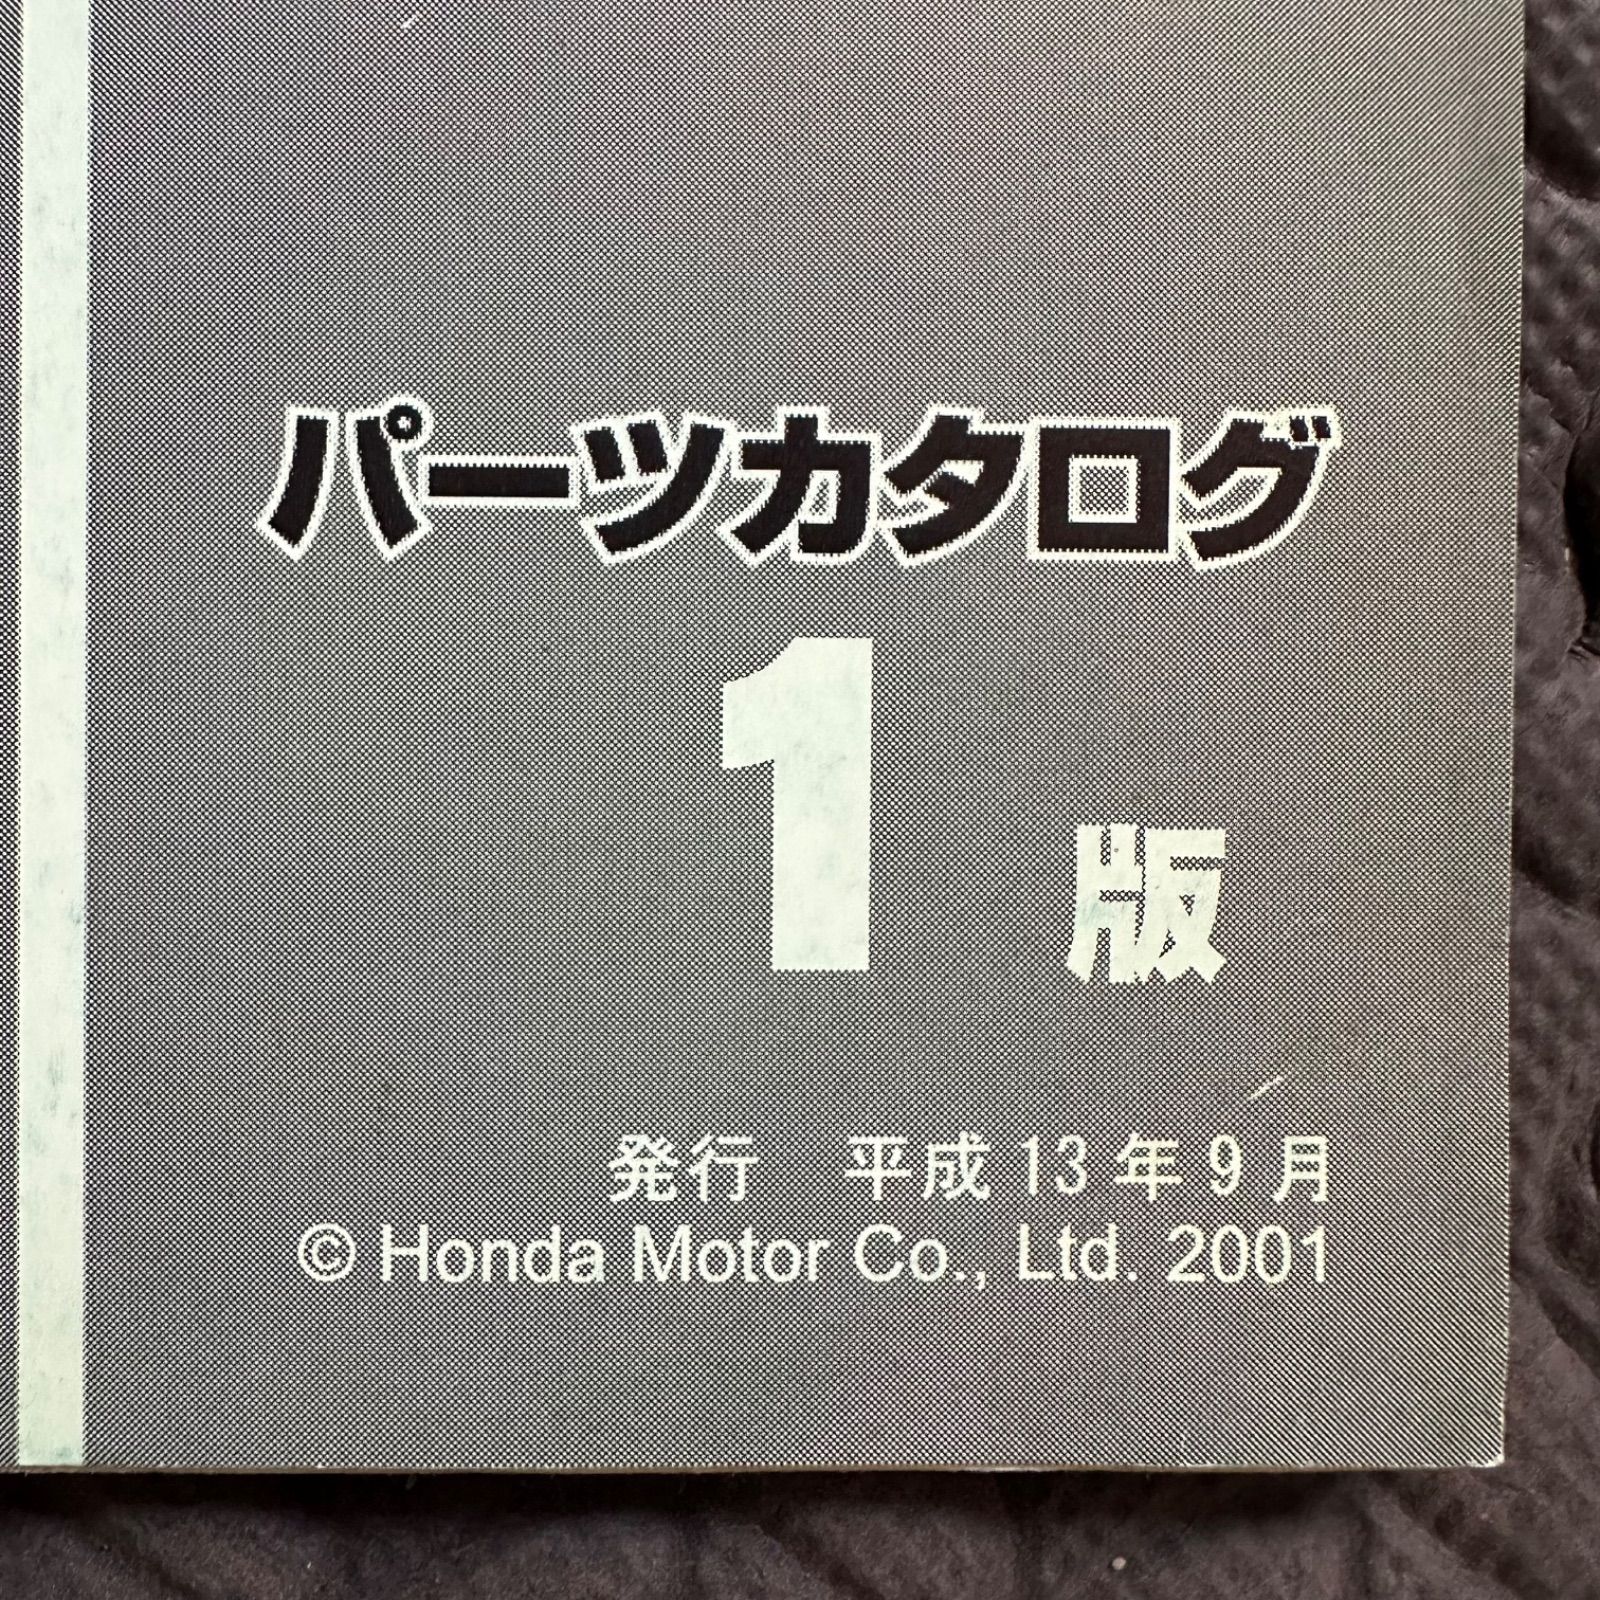 パーツカタログ
1 版
発行　平成 13 年 9 月
© Honda Motor Co., Ltd. 2001